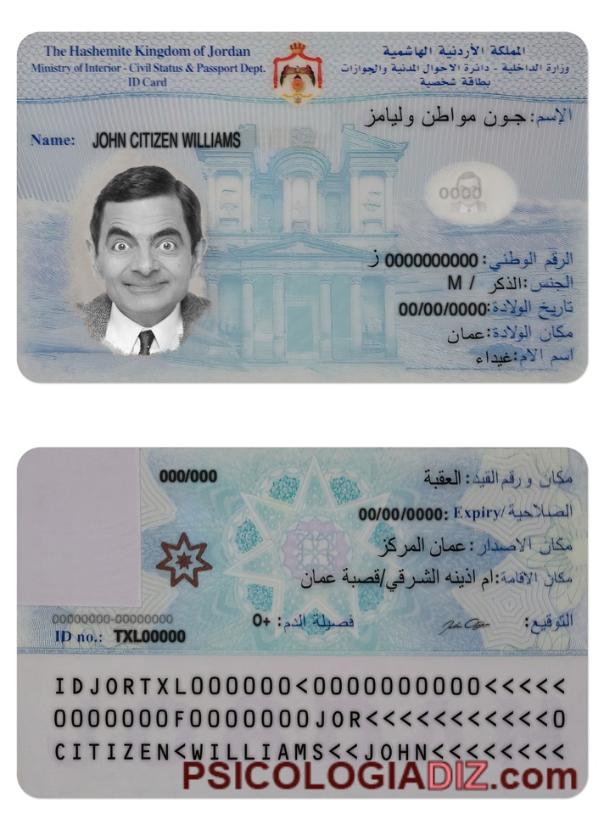 The Hashemite Kingdom of Jordan
Ministry of Interior - Civil Status & Passport Dept.
ID Card
المملكة الأردنية الهاشمية
وزارة الداخلية - دائرة الاحوال المدنية والجوازات
بطاقة شخصية
الإسم: جون مواطن وليامز
Name: JOHN CITIZEN WILLIAMS
0000
الرقم الوطني: 0000000000 ز
الجنس: الذكر / M
تاريخ الولادة: 00/00/0000
مكان الولادة: عمان
اسم الام: غيداء
000/000
مكان و رقم القيد: العقبة
الصلاحية/Expiry: 00/00/0000
مكان الاصدار: عمان المركز
مكان الاقامة: ام اذينه الشرقي/قصبة عمان
00000000-00000000
ID no.: TXL00000
فصيلة الدم: +0
التوقيع:
IDJORTXL000000<0000000000<<<<<
0000000F0000000JOR<<<<<<<<<<<0
CITIZEN<WILLIAMS<<JOHN<<<<<<<<
PSICOLOGIADIZ.com